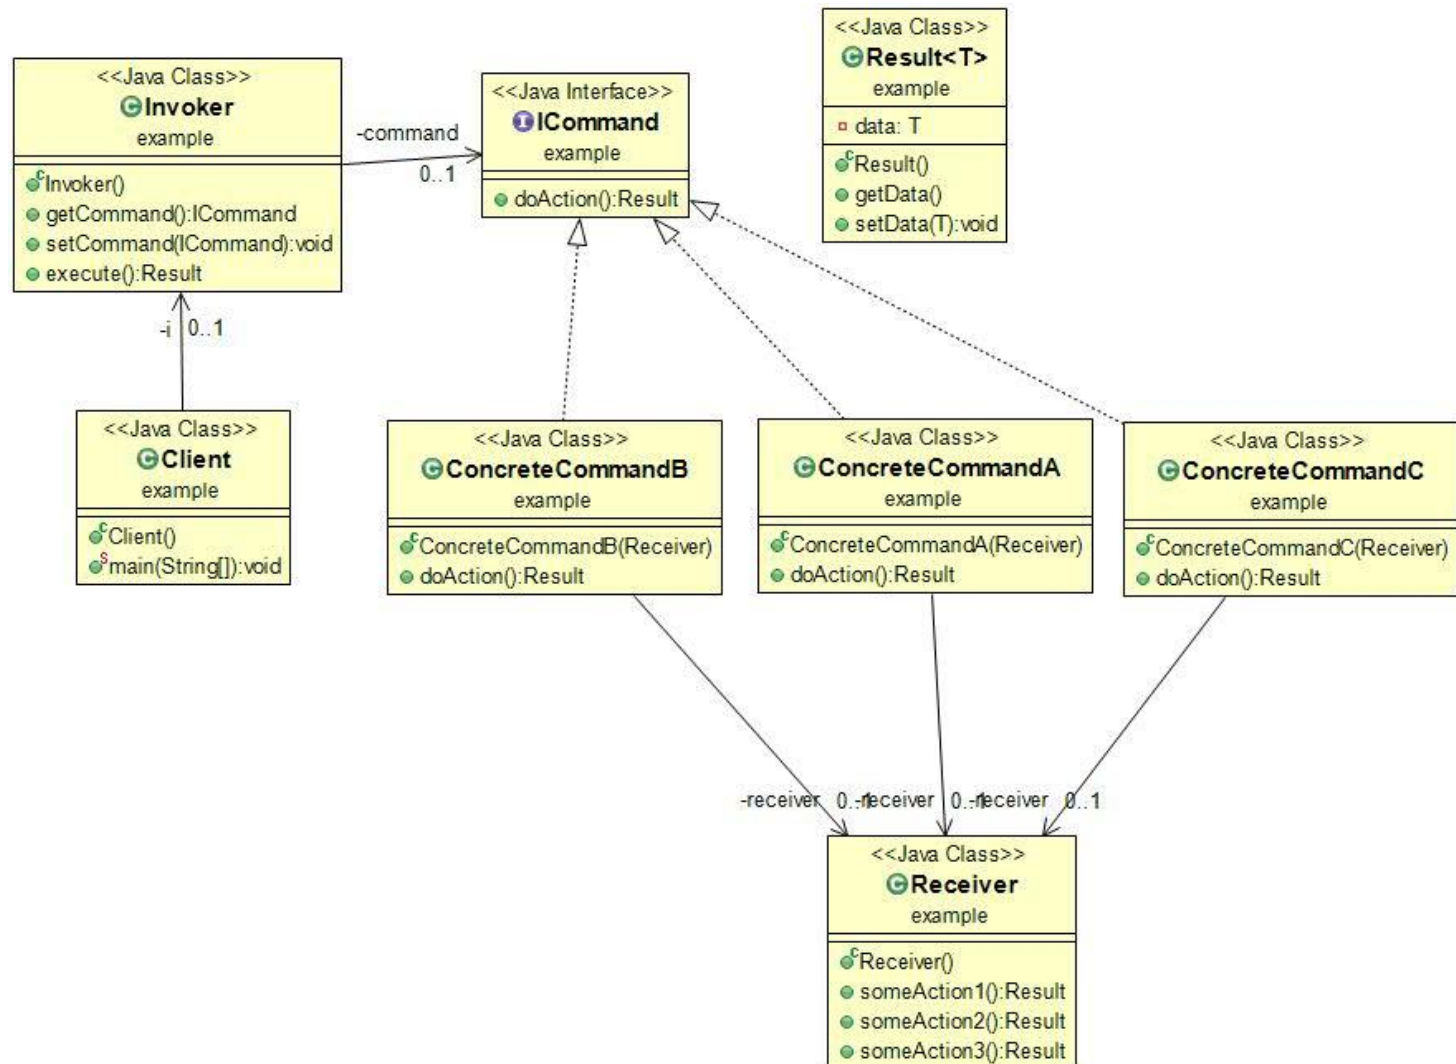 <<Java Class>>
Invoker
example
Invoker()
getCommand():ICommand
setCommand(ICommand):void
execute():Result
-command
0..1
<<Java Interface>>
ICommand
example
doAction():Result
<<Java Class>>
Result<T>
example
data: T
Result()
getData()
setData(T):void
-i 0..1
<<Java Class>>
Client
example
Client()
main(String[]):void
<<Java Class>>
ConcreteCommandB
example
ConcreteCommandB(Receiver)
doAction():Result
<<Java Class>>
ConcreteCommandA
example
ConcreteCommandA(Receiver)
doAction():Result
<<Java Class>>
ConcreteCommandC
example
ConcreteCommandC(Receiver)
doAction():Result
-receiver 0..1
-receiver 0..1
-receiver 0..1
<<Java Class>>
Receiver
example
Receiver()
someAction1():Result
someAction2():Result
someAction3():Result